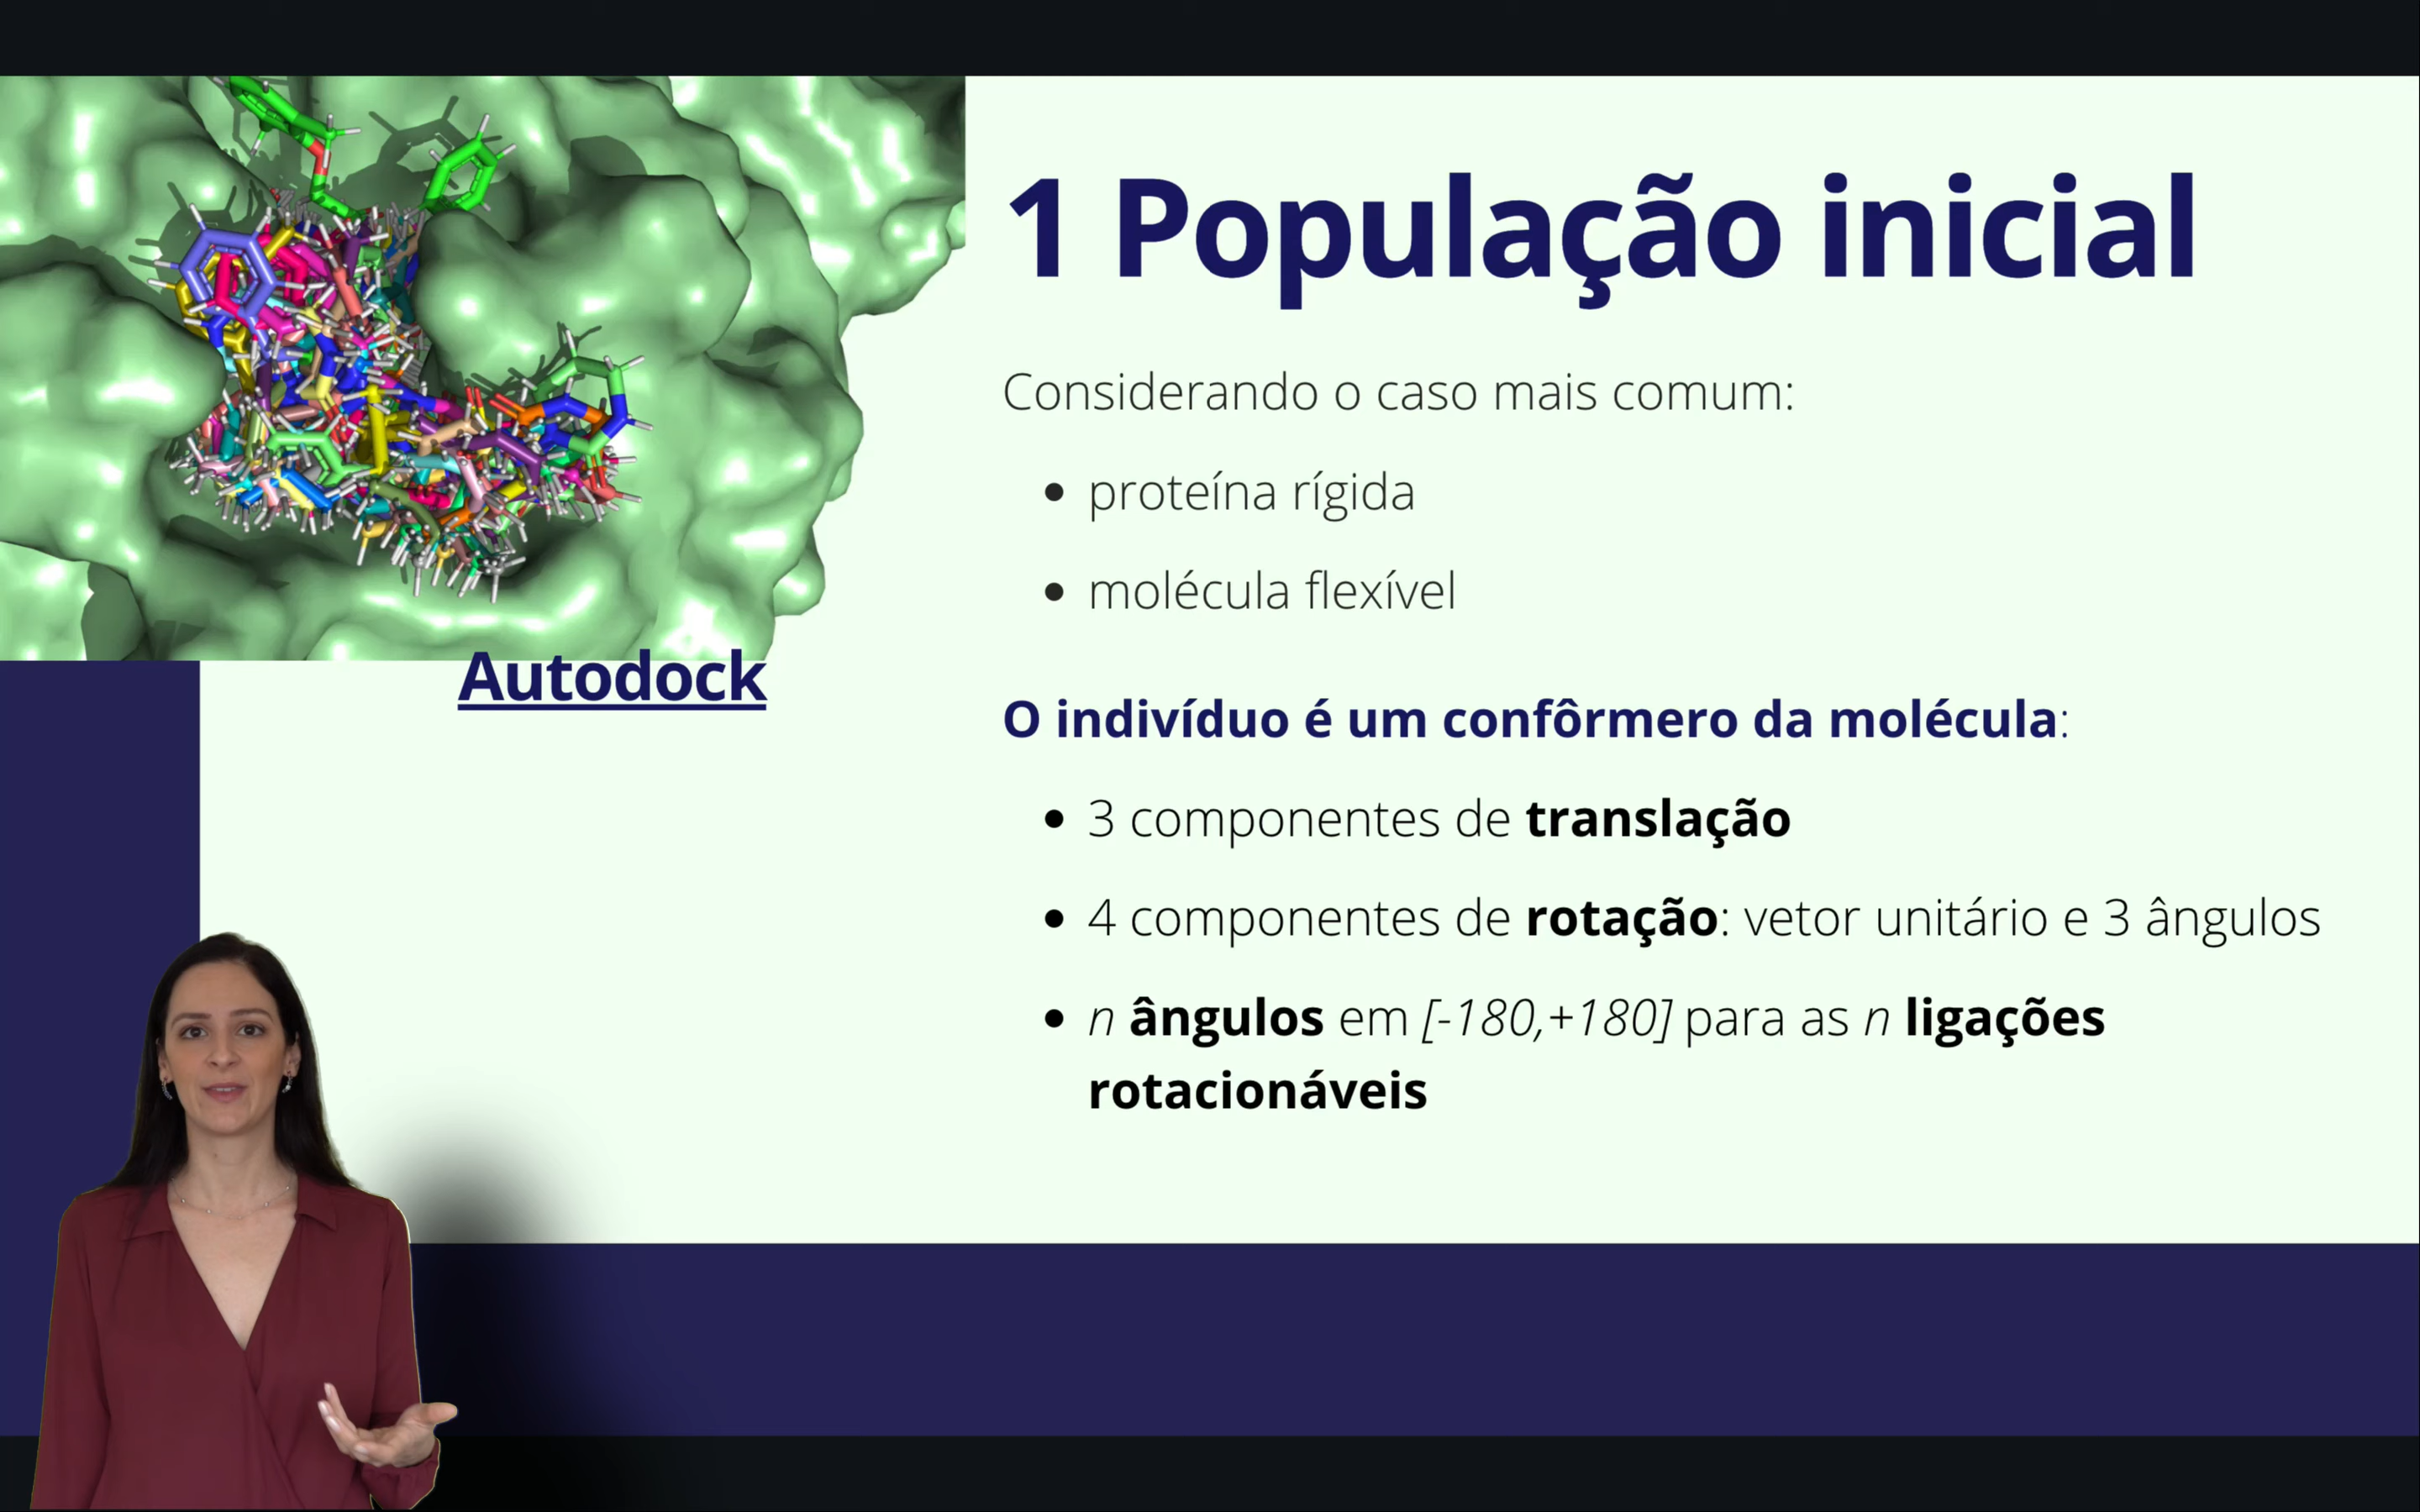 1 População inicial
Considerando o caso mais comum:
• proteína rígida
• molécula flexível
Autodock
O indivíduo é um confôrmero da molécula:
• 3 componentes de translação
• 4 componentes de rotação: vetor unitário e 3 ângulos
• n ângulos em [-180,+180] para as n ligações
rotacionáveis